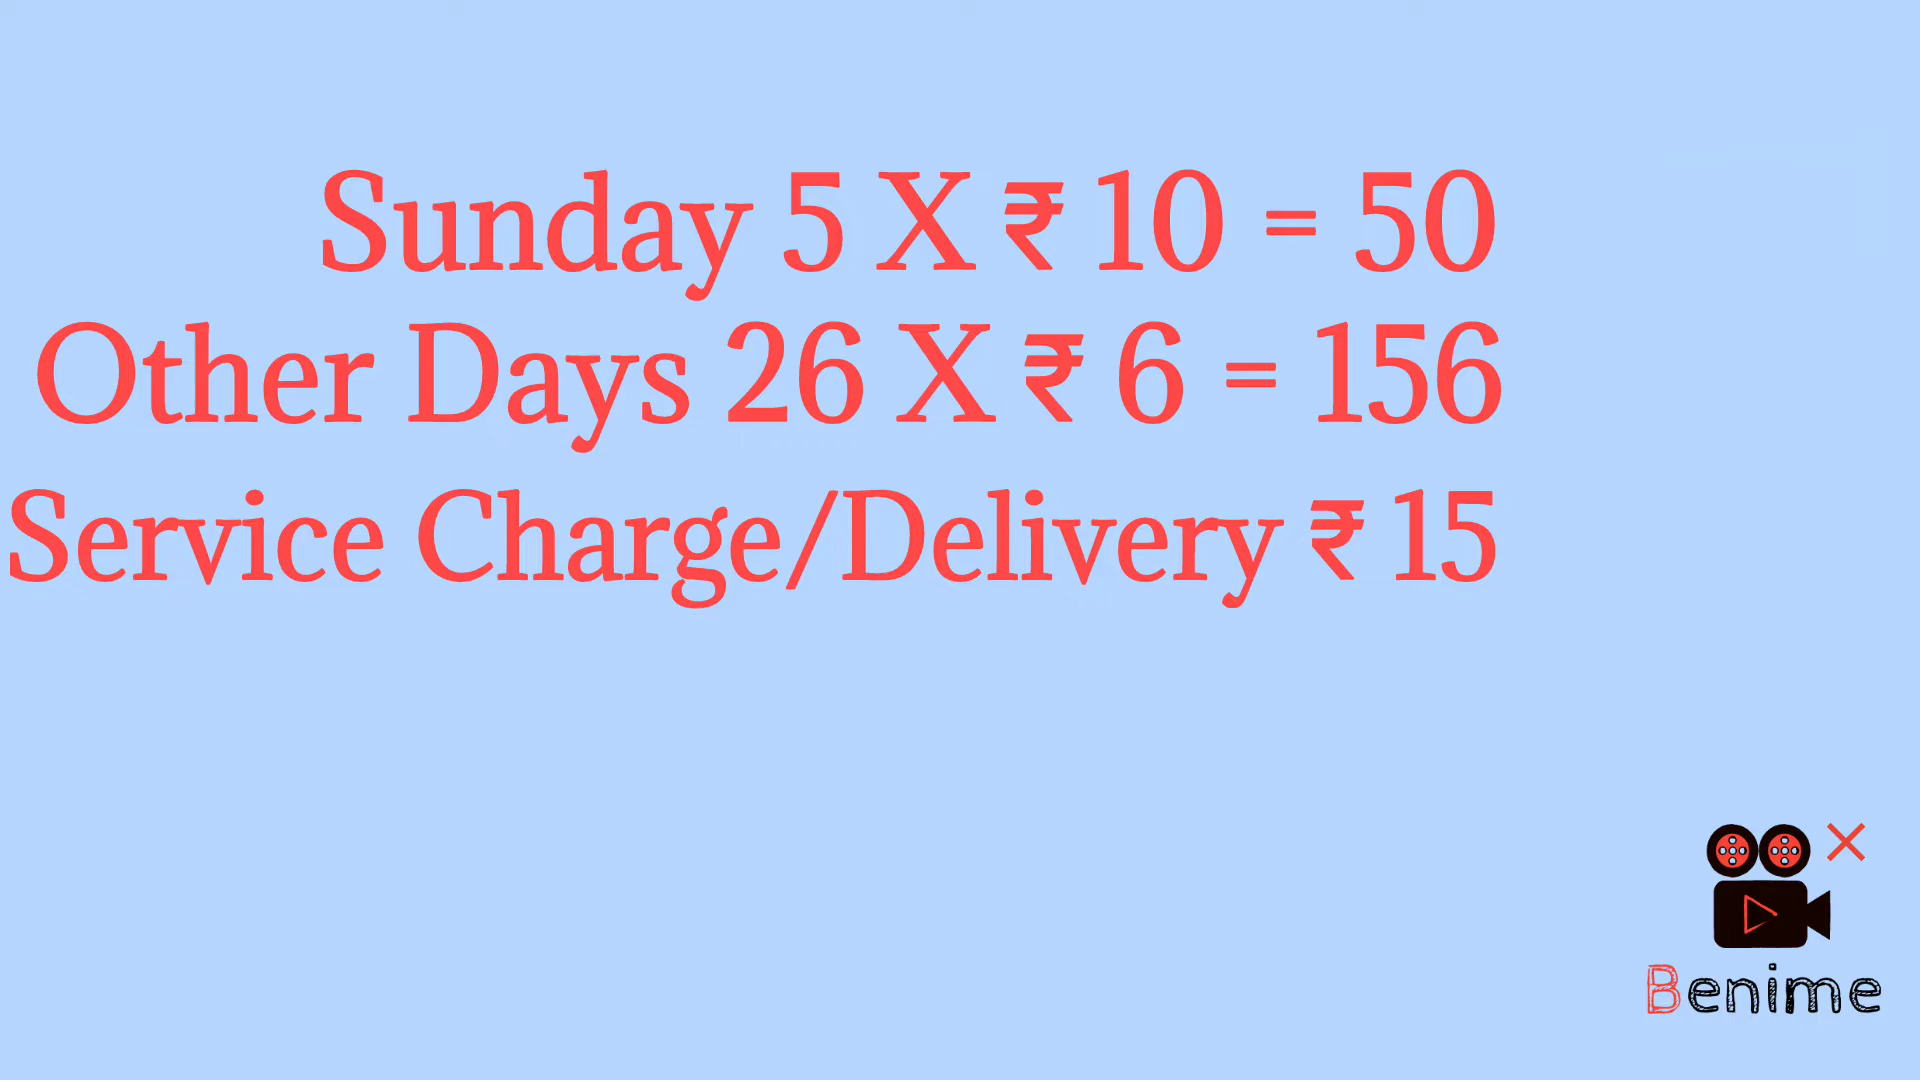 Sunday 5 X ₹ 10 = 50
Other Days 26 X ₹ 6 = 156
Service Charge/Delivery ₹ 15
Benime